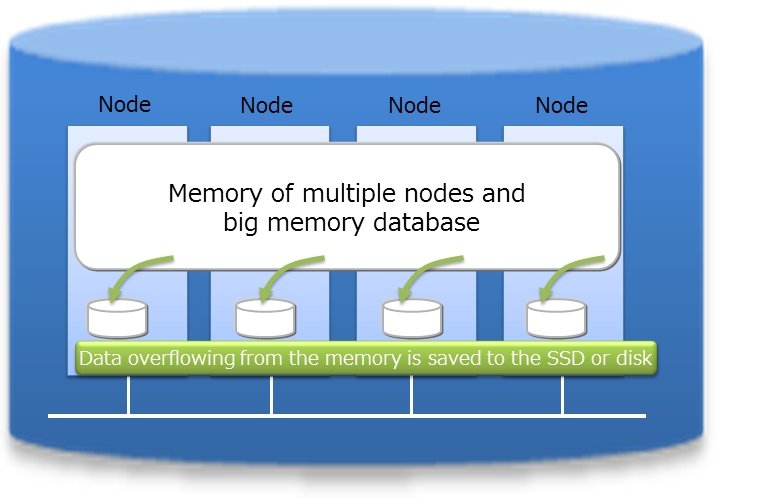 Node
Node
Node
Node
Memory of multiple nodes and
big memory database
Data overflowing from the memory is saved to the SSD or disk